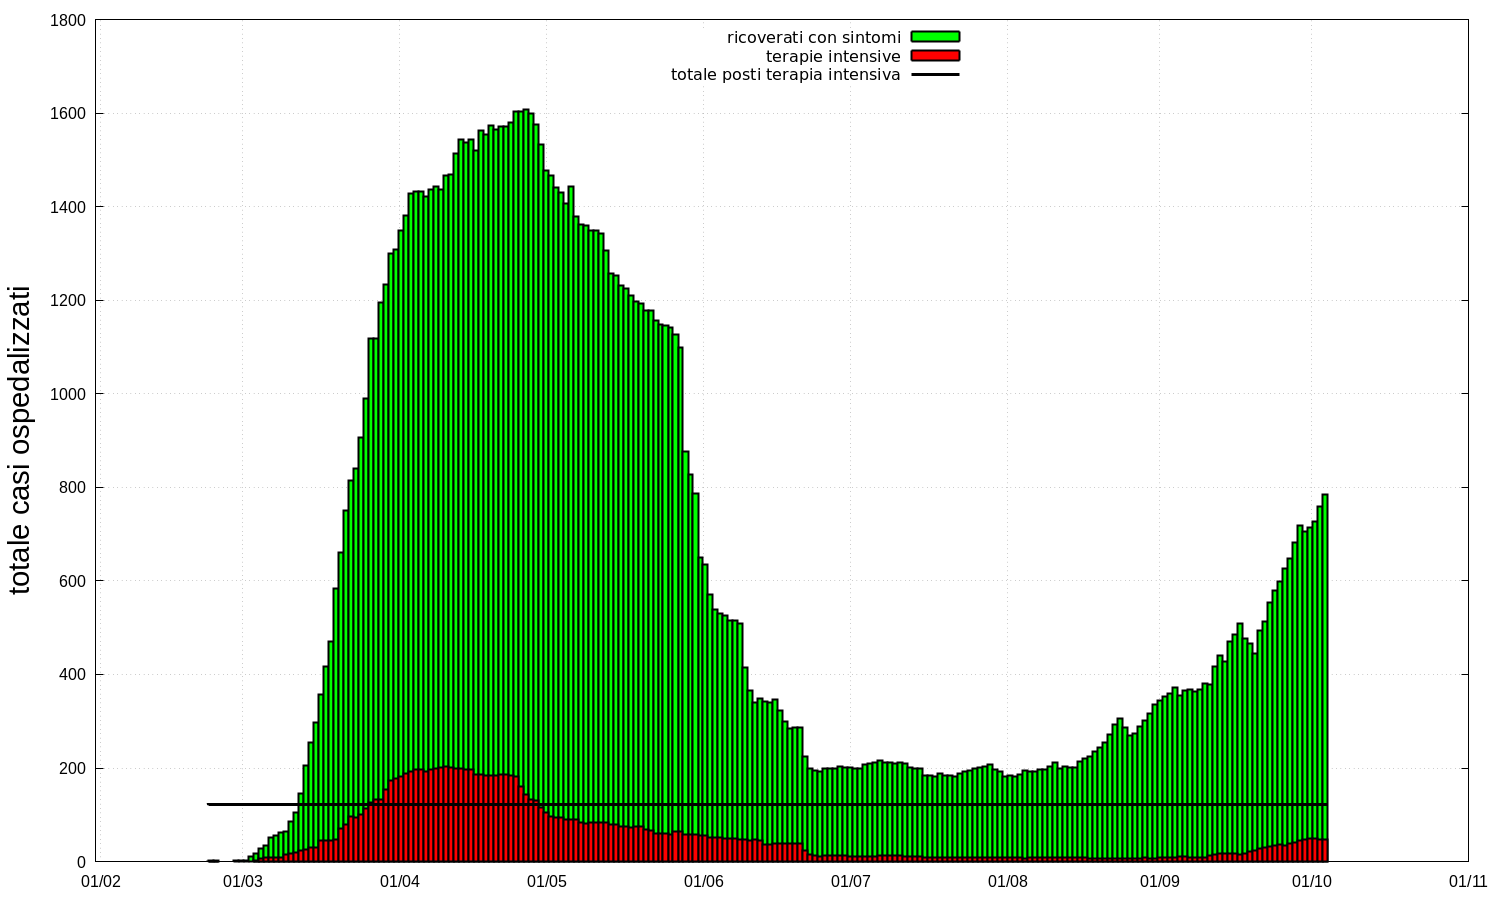 ricoverati con sintomi
terapie intensive
totale posti terapia intensiva
totale casi ospedalizzati
1800
1600
1400
1200
1000
800
600
400
200
0
01/02 01/03 01/04 01/05 01/06 01/07 01/08 01/09 01/10 01/11